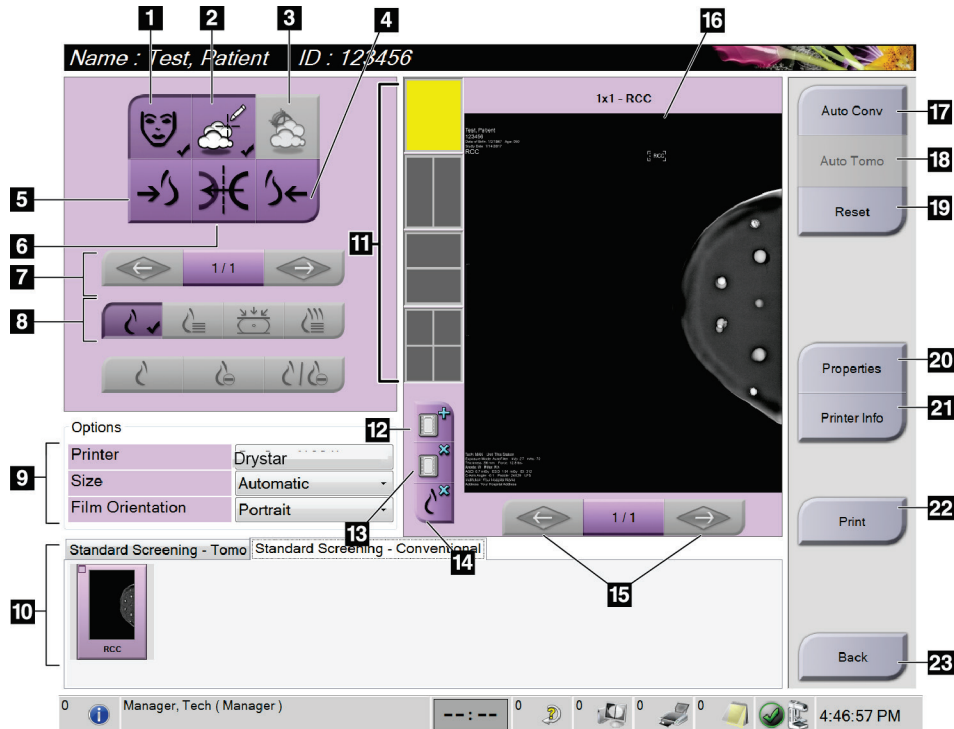 1 2 3 4 16
Name : Test, Patient ID : 123456
1x1 - RCC
Test, Patient
123456
RCC
RCC
Auto Conv 17
Auto Tomo 18
Reset 19
5
6
11
7 1 / 1
8
Properties 20
Printer Info 21
12
Options
9
Printer Drystar
Size Automatic
Film Orientation Portrait
13
14
1 / 1
15
Print 22
Standard Screening - Tomo Standard Screening - Conventional
10
RCC
Back 23
0 Manager, Tech ( Manager ) --:-- 0 0 0 0 4:46:57 PM